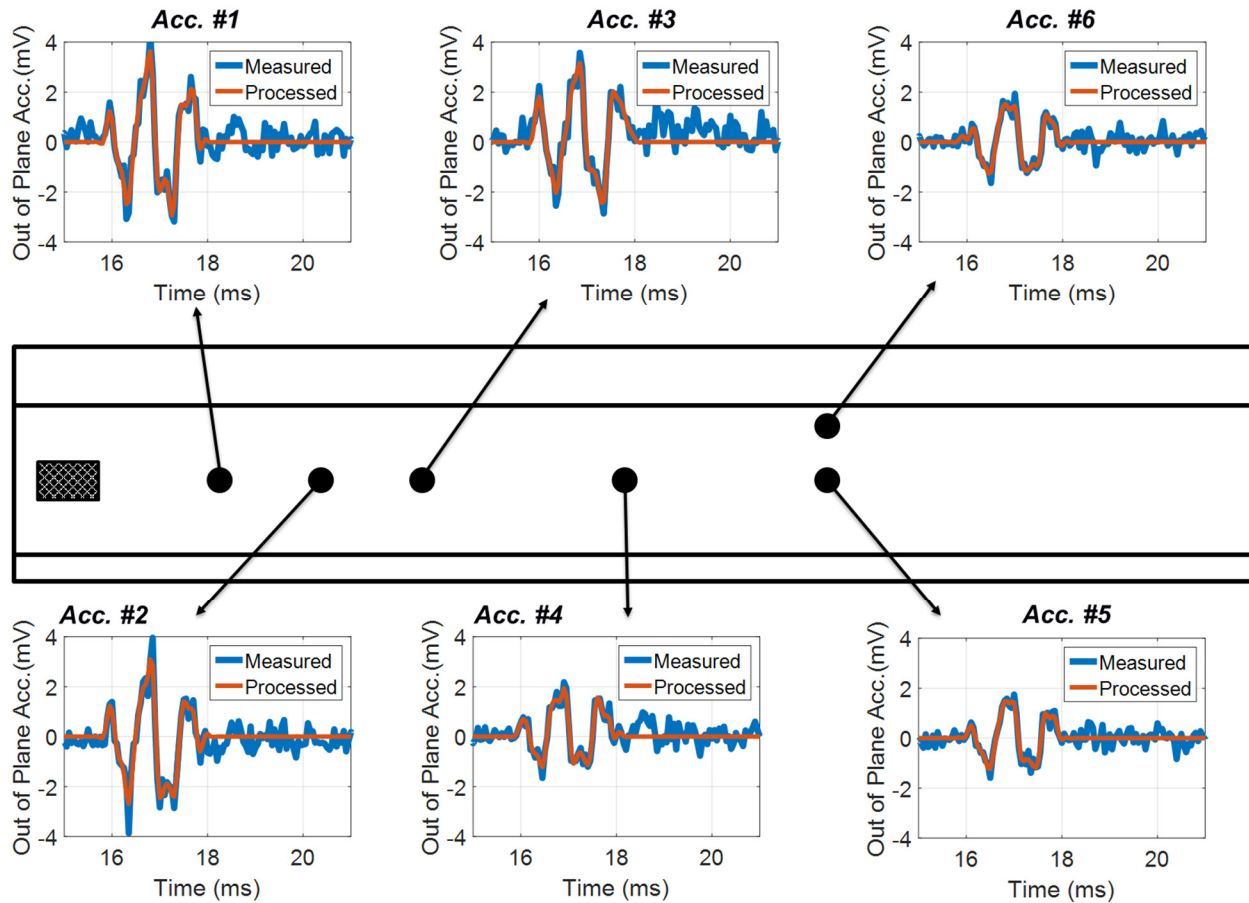 Acc. #1
Out of Plane Acc.(mV)
4
2
0
-2
-4
Measured
Processed
16
18
20
Time (ms)
Acc. #3
Out of Plane Acc.(mV)
4
2
0
-2
-4
Measured
Processed
16
18
20
Time (ms)
Acc. #6
Out of Plane Acc.(mV)
4
2
0
-2
-4
Measured
Processed
16
18
20
Time (ms)
Acc. #2
Out of Plane Acc.(mV)
4
2
0
-2
-4
Measured
Processed
16
18
20
Time (ms)
Acc. #4
Out of Plane Acc.(mV)
4
2
0
-2
-4
Measured
Processed
16
18
20
Time (ms)
Acc. #5
Out of Plane Acc.(mV)
4
2
0
-2
-4
Measured
Processed
16
18
20
Time (ms)